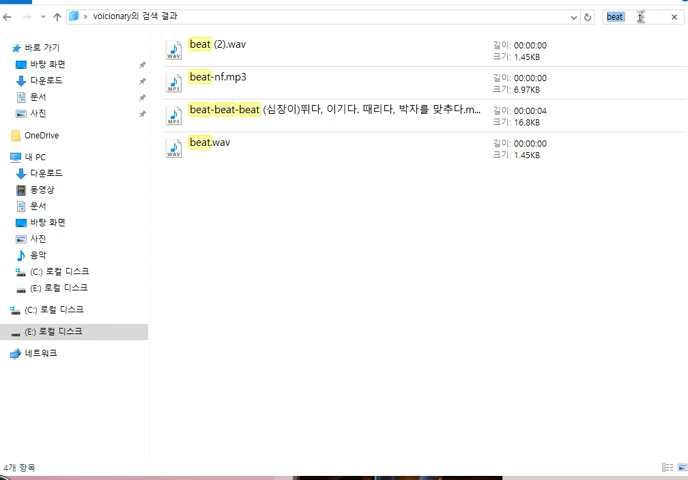 voicionary의 검색 결과
beat
바로 가기
바탕 화면
다운로드
문서
사진
OneDrive
내 PC
다운로드
동영상
문서
바탕 화면
사진
음악
(C:) 로컬 디스크
(E:) 로컬 디스크
(C:) 로컬 디스크
(E:) 로컬 디스크
네트워크
beat (2).wav
길이: 00:00:00
크기: 1.45KB
WAV
beat-nf.mp3
길이: 00:00:00
크기: 6.97KB
MP3
beat-beat-beat (심장이)뛰다, 이기다. 때리다, 박자를 맞추다.m...
길이: 00:00:04
크기: 16.8KB
MP3
beat.wav
길이: 00:00:00
크기: 1.45KB
WAV
4개 항목